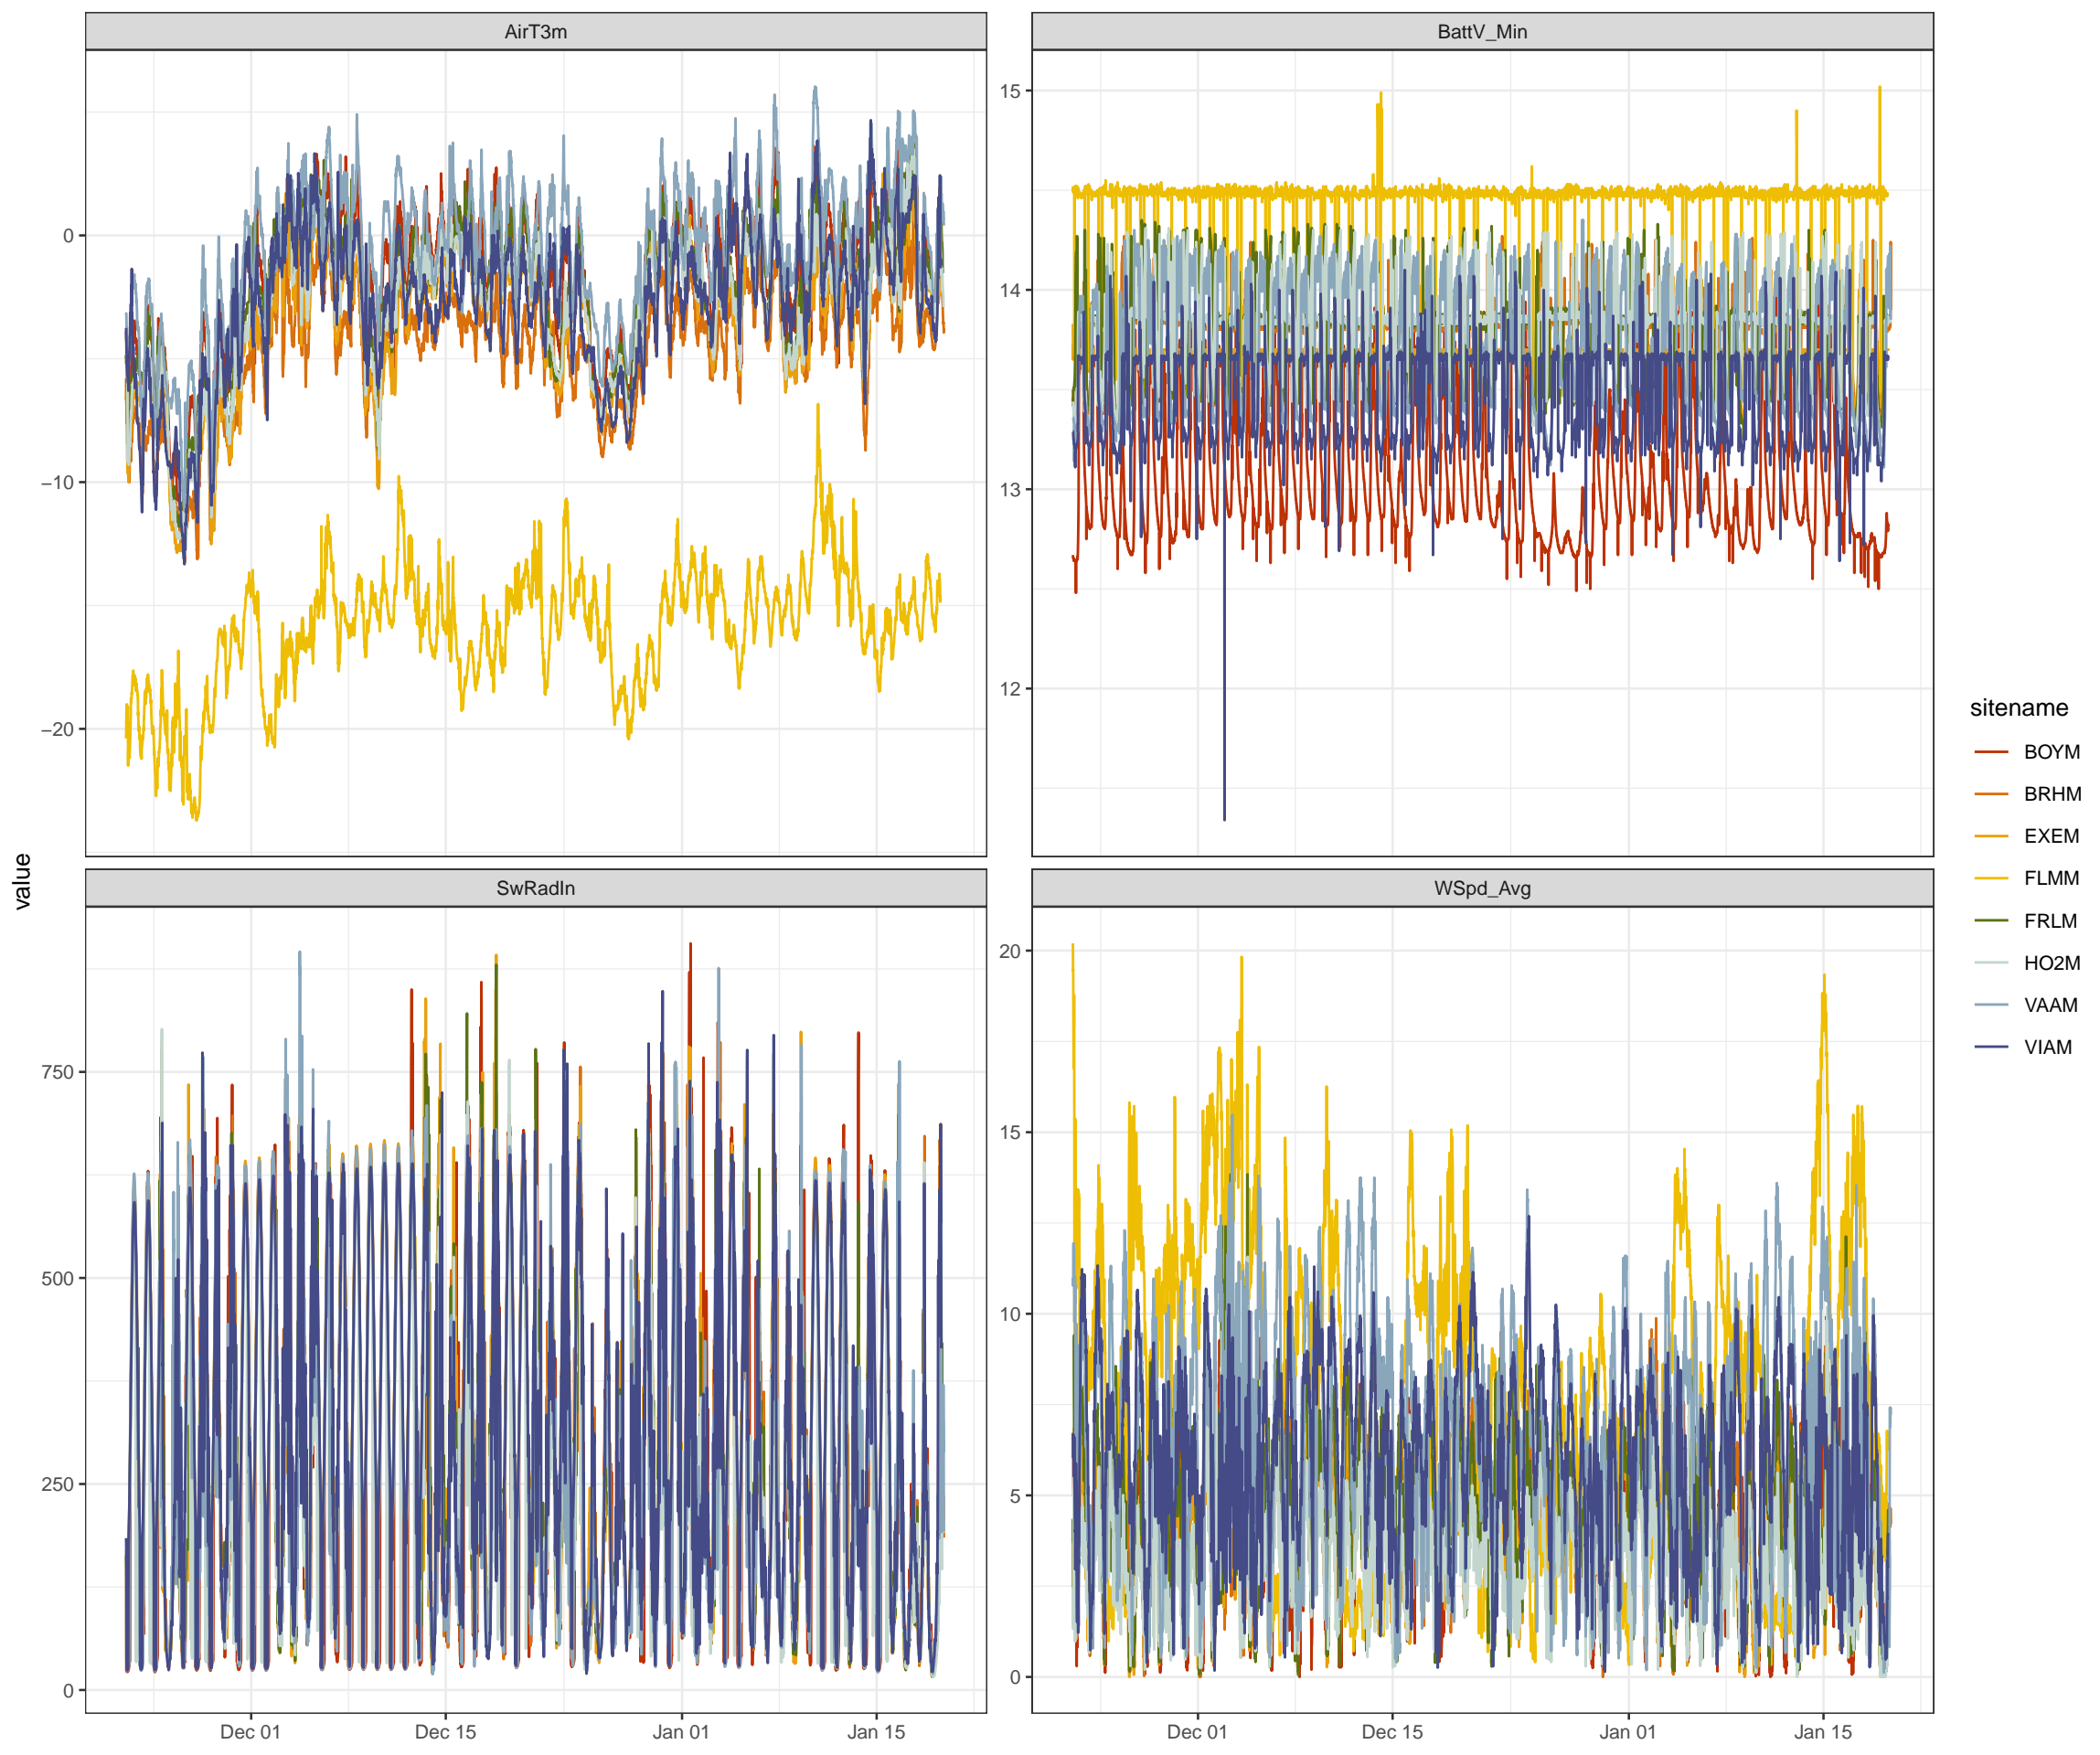 AirT3m
BattV_Min
0
−10
−20
15
14
13
12
value
SwRadIn
WSpd_Avg
750
500
250
0
20
15
10
5
0
Dec 01
Dec 15
Jan 01
Jan 15
Dec 01
Dec 15
Jan 01
Jan 15
sitename
BOYM
BRHM
EXEM
FLMM
FRLM
HO2M
VAAM
VIAM